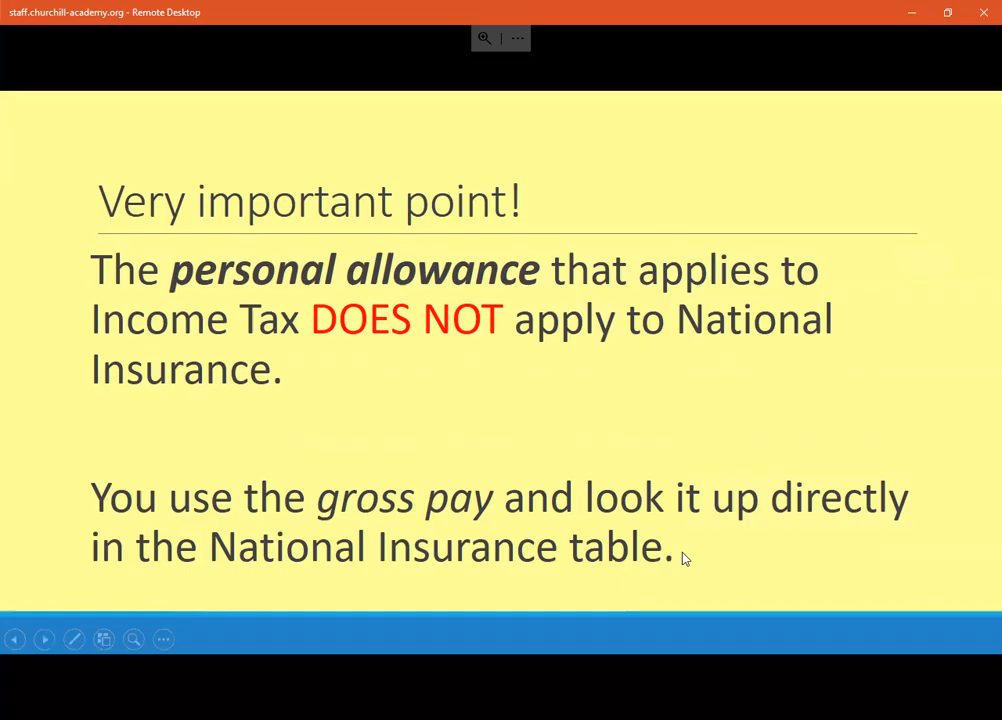 staff.churchill-academy.org - Remote Desktop
Very important point!
The personal allowance that applies to
Income Tax DOES NOT apply to National
Insurance.
You use the gross pay and look it up directly
in the National Insurance table.